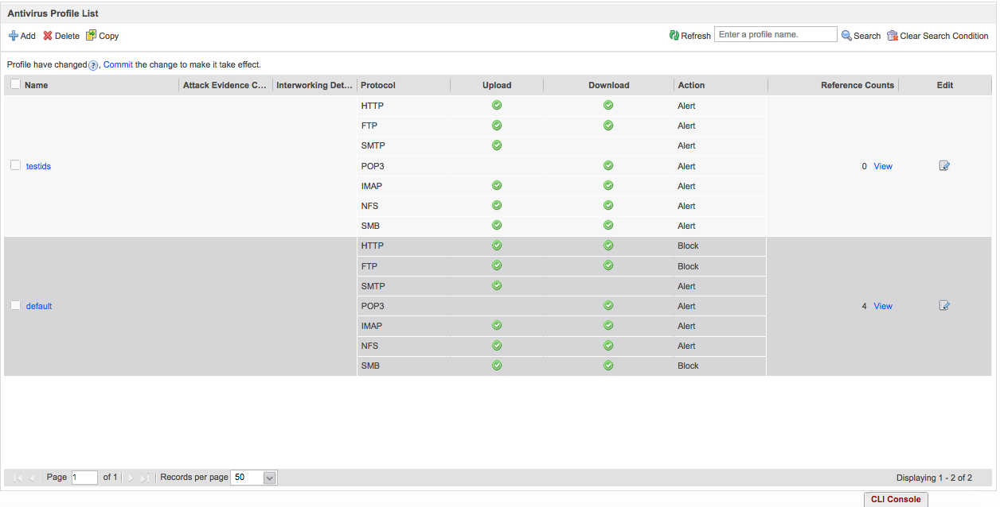 Antivirus Profile List
Add Delete Copy Refresh Enter a profile name. Search Clear Search Condition
Profile have changed ? , Commit the change to make it take effect.
Name Attack Evidence C... Interworking Det... Protocol Upload Download Action Reference Counts Edit
HTTP Alert
FTP Alert
SMTP Alert
testids POP3 Alert 0 View
IMAP Alert
NFS Alert
SMB Alert
HTTP Block
FTP Block
SMTP Alert
default POP3 Alert 4 View
IMAP Alert
NFS Alert
SMB Block
Page 1 of 1 Records per page 50 Displaying 1 - 2 of 2
CLI Console